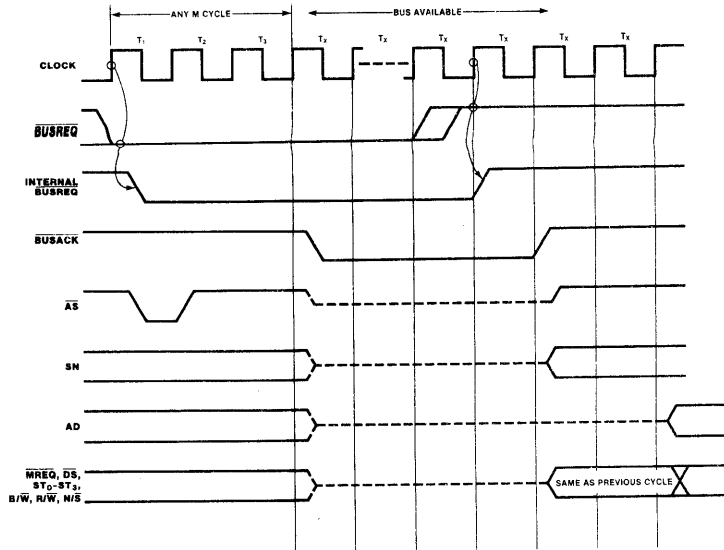 ANY M CYCLE
BUS AVAILABLE
T1 T2 T3 TX TX TX TX TX TX
CLOCK
BUSREQ
INTERNAL
BUSREQ
BUSACK
AS
SN
AD
MREQ, DS,
ST0-ST3,
B/W, R/W, N/S
SAME AS PREVIOUS CYCLE